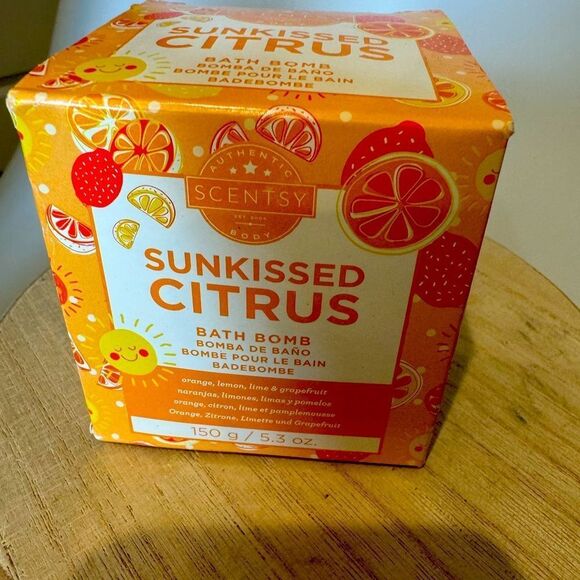 SUNKISSED
CITRUS
BATH BOMB
BOMBA DE BAÑO
BOMBE POUR LE BAIN
BADEBOMBE
AUTHENTIC
SCENTSY
EST. 2004
BODY
SUNKISSED
CITRUS
BATH BOMB
BOMBA DE BAÑO
BOMBE POUR LE BAIN
BADEBOMBE
orange, lemon, lime & grapefruit
naranjas, limones, limas y pomelos
orange, citron, lime et pamplemousse
Orange, Zitrone, Limette und Grapefruit
150 g / 5.3 oz.